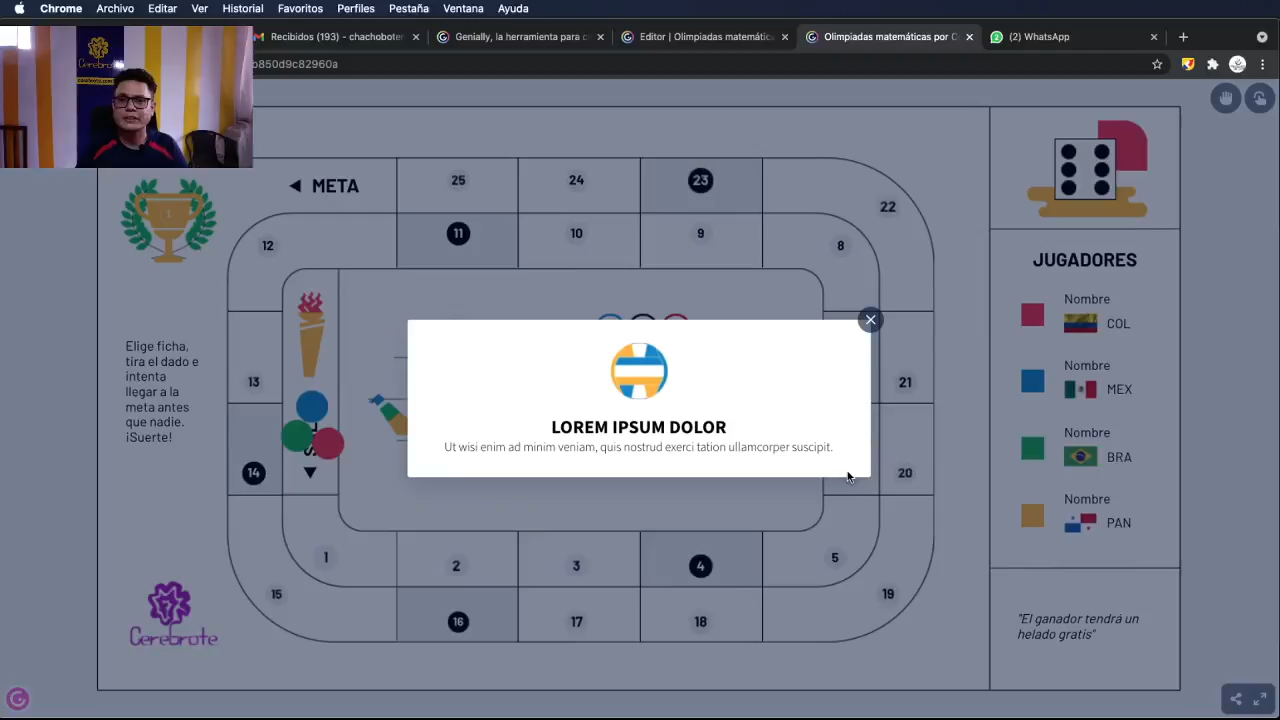 Chrome Archivo Editar Ver Historial Favoritos Perfiles Pestaña Ventana Ayuda
Recibidos (193) - chachoboter
Genially, la herramienta para c
Editor | Olimpiadas matemátic
Olimpiadas matemáticas por C
(2) WhatsApp
b850d9c82960a
Cerebrote
META
25
24
23
22
12
11
10
9
8
13
21
14
20
1
2
3
4
5
15
16
17
18
19
1
Elige ficha,
tira el dado e
intenta
llegar a la
meta antes
que nadie.
¡Suerte!
LOREM IPSUM DOLOR
Ut wisi enim ad minim veniam, quis nostrud exerci tation ullamcorper suscipit.
Cerebrote
JUGADORES
Nombre
COL
Nombre
MEX
Nombre
BRA
Nombre
PAN
"El ganador tendrá un
helado gratis"